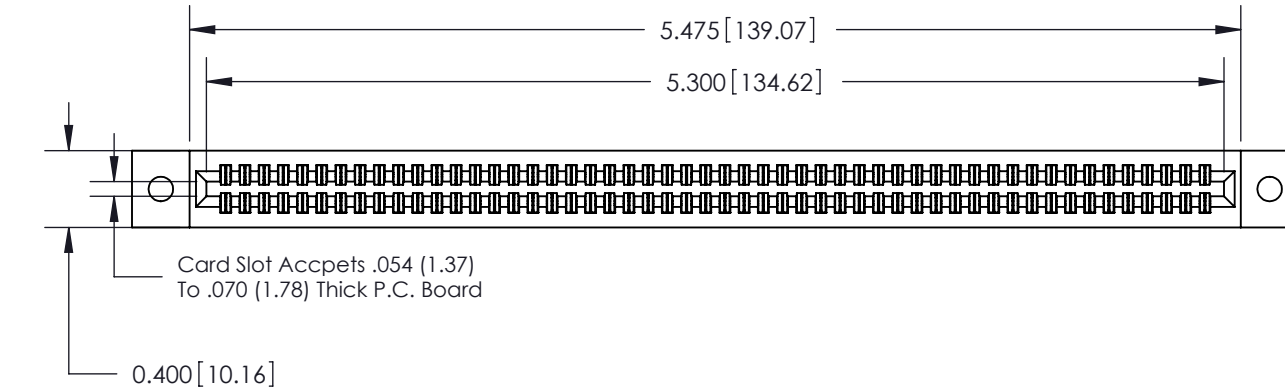 5.475 [139.07]
5.300 [134.62]
Card Slot Accpets .054 (1.37)
To .070 (1.78) Thick P.C. Board
0.400 [10.16]